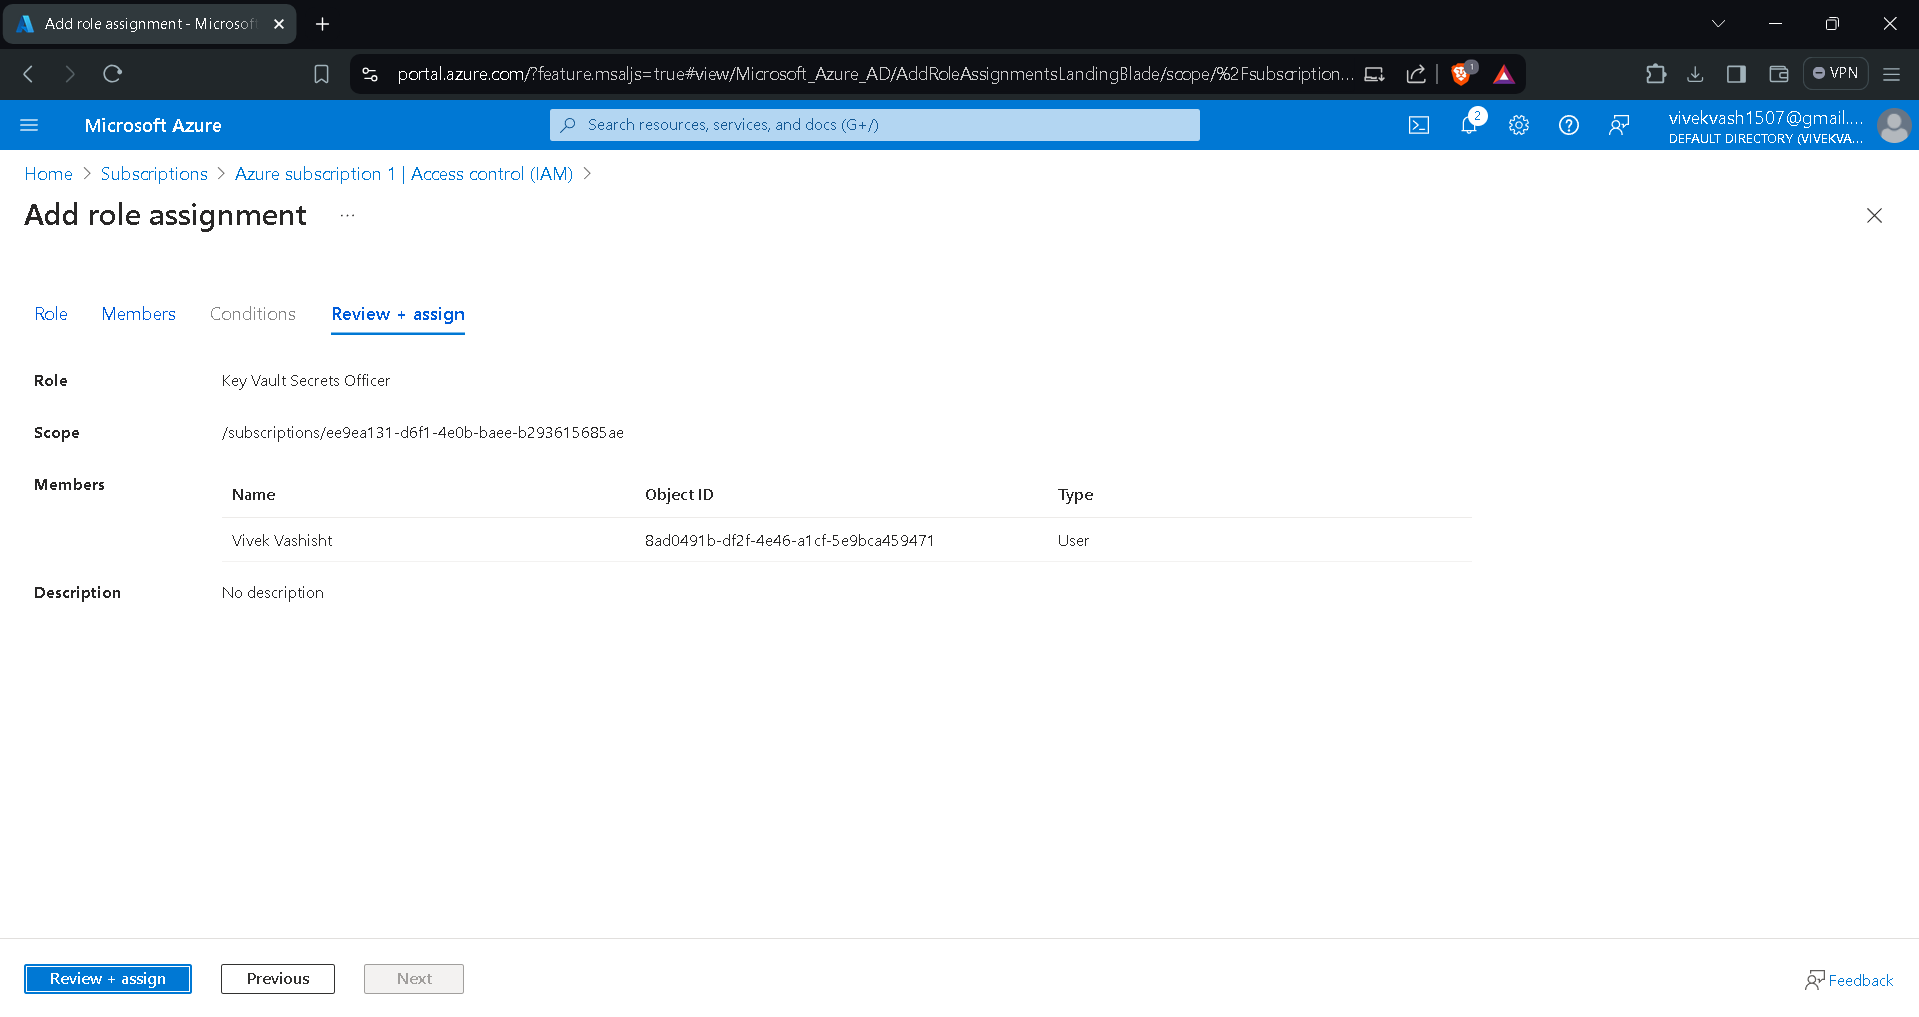 Add role assignment - Microsoft
portal.azure.com/?feature.msaljs=true#view/Microsoft_Azure_AD/AddRoleAssignmentsLandingBlade/scope/%2Fsubscription...
1
VPN
Microsoft Azure
Search resources, services, and docs (G+/)
2
vivekvash1507@gmail....
DEFAULT DIRECTORY (VIVEKVA...
Home > Subscriptions > Azure subscription 1 | Access control (IAM) >
Add role assignment ...
Role Members Conditions Review + assign
Role Key Vault Secrets Officer
Scope /subscriptions/ee9ea131-d6f1-4e0b-baee-b293615685ae
Members
Name Object ID Type
Vivek Vashisht 8ad0491b-df2f-4e46-a1cf-5e9bca459471 User
Description No description
Review + assign Previous Next
Feedback